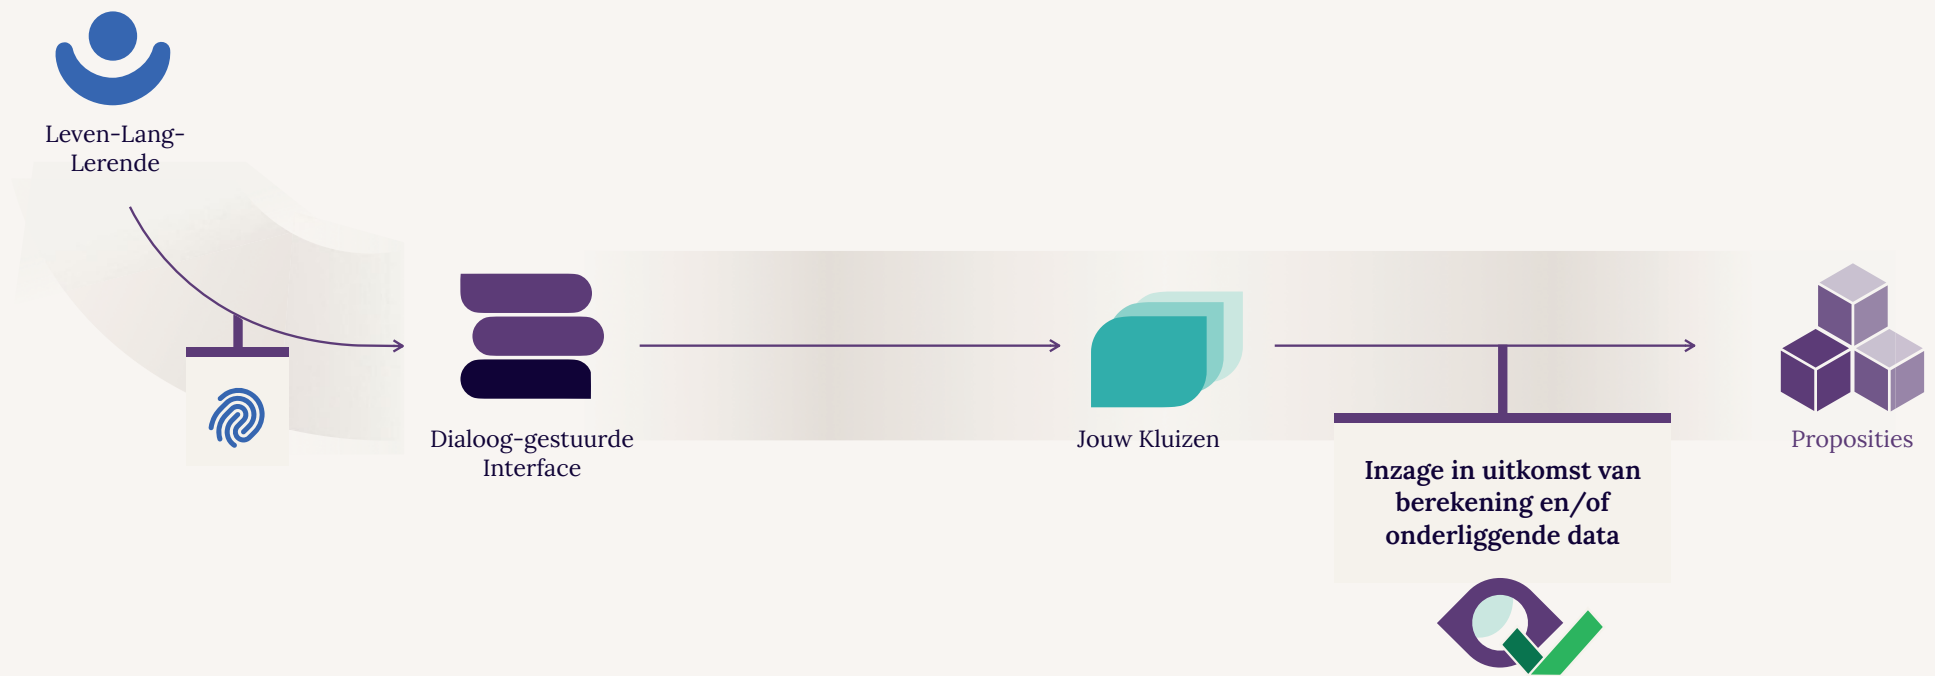 Leven-Lang-
Lerende
Dialoog-gestuurde
Interface
Jouw Kluizen
Inzage in uitkomst van
berekening en/of
onderliggende data
Proposities